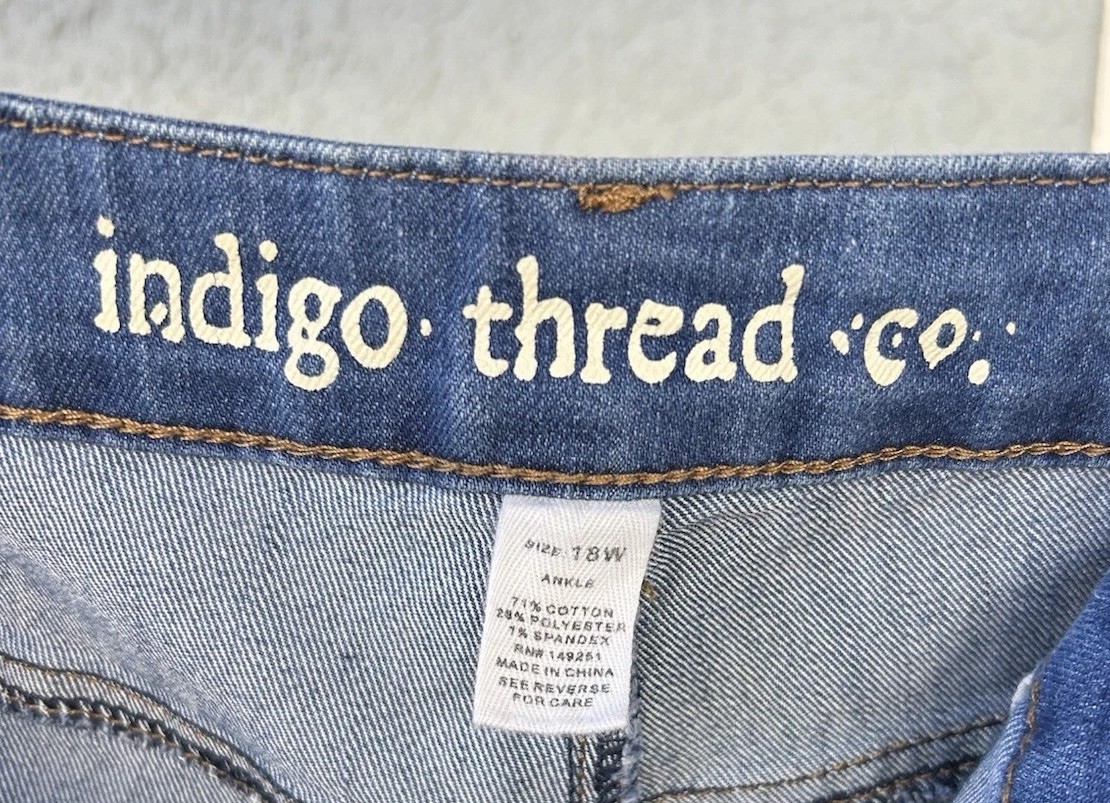 indigo. thread co.
SIZE 18W
ANKLE
71% COTTON
28% POLYESTER
1% SPANDEX
RN# 149251
MADE IN CHINA
SEE REVERSE
FOR CARE